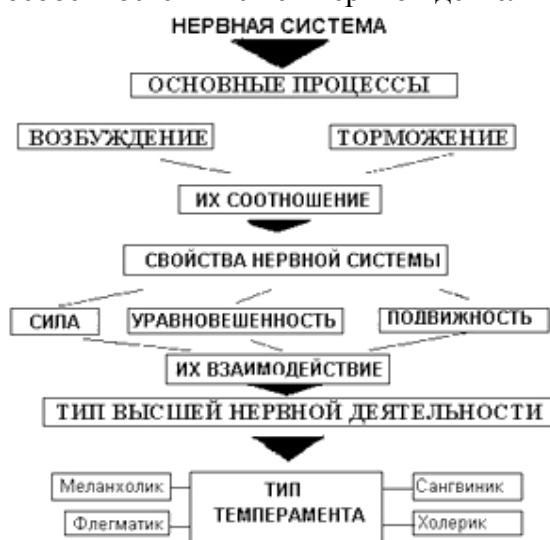 НЕРВНАЯ СИСТЕМА
ОСНОВНЫЕ ПРОЦЕССЫ
ВОЗБУЖДЕНИЕ ТОРМОЖЕНИЕ
ИХ СООТНОШЕНИЕ
СВОЙСТВА НЕРВНОЙ СИСТЕМЫ
СИЛА УРАВНОВЕШЕННОСТЬ ПОДВИЖНОСТЬ
ИХ ВЗАИМОДЕЙСТВИЕ
ТИП ВЫСШЕЙ НЕРВНОЙ ДЕЯТЕЛЬНОСТИ
Меланхолик ТИП Сангвиник
Флегматик ТЕМПЕРАМЕНТА Холерик